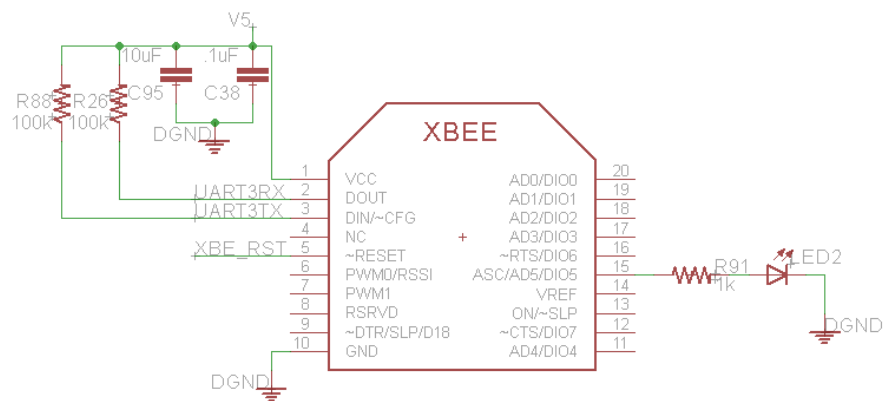 V5
10uF
.1uF
R88
R26
C95
C38
100k
100k
DGND
XBEE
1
VCC
AD0/DIO0
20
UART3RX
2
DOUT
AD1/DIO1
19
UART3TX
3
DIN/~CFG
AD2/DIO2
18
4
NC
AD3/DIO3
17
XBE_RST
5
~RESET
~RTS/DIO6
16
6
PWM0/RSSI
ASC/AD5/DIO5
15
R91
1k
LED2
7
PWM1
VREF
14
8
RSRVD
ON/~SLP
13
9
~DTR/SLP/D18
~CTS/DIO7
12
10
GND
AD4/DIO4
11
DGND
DGND